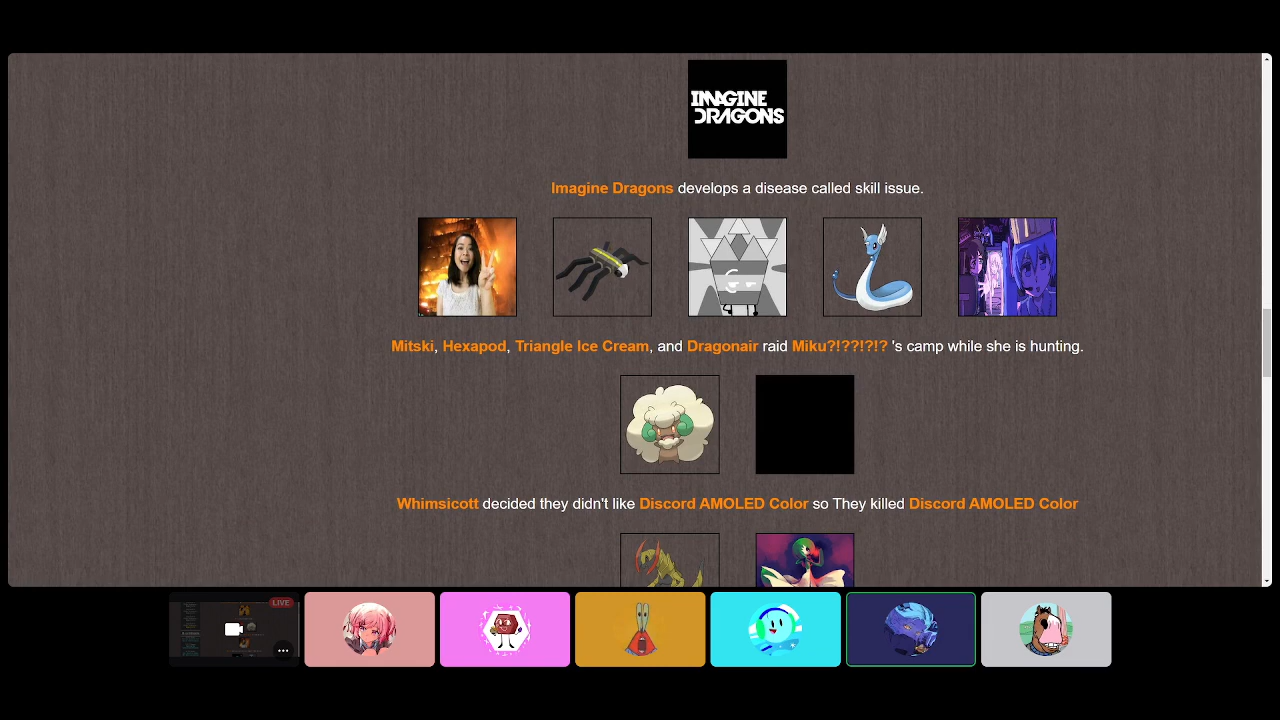 IMAGINE
DRAGONS
Imagine Dragons develops a disease called skill issue.
Mitski, Hexapod, Triangle Ice Cream, and Dragonair raid Miku?!??!?!? 's camp while she is hunting.
Whimsicott decided they didn't like Discord AMOLED Color so They killed Discord AMOLED Color
LIVE